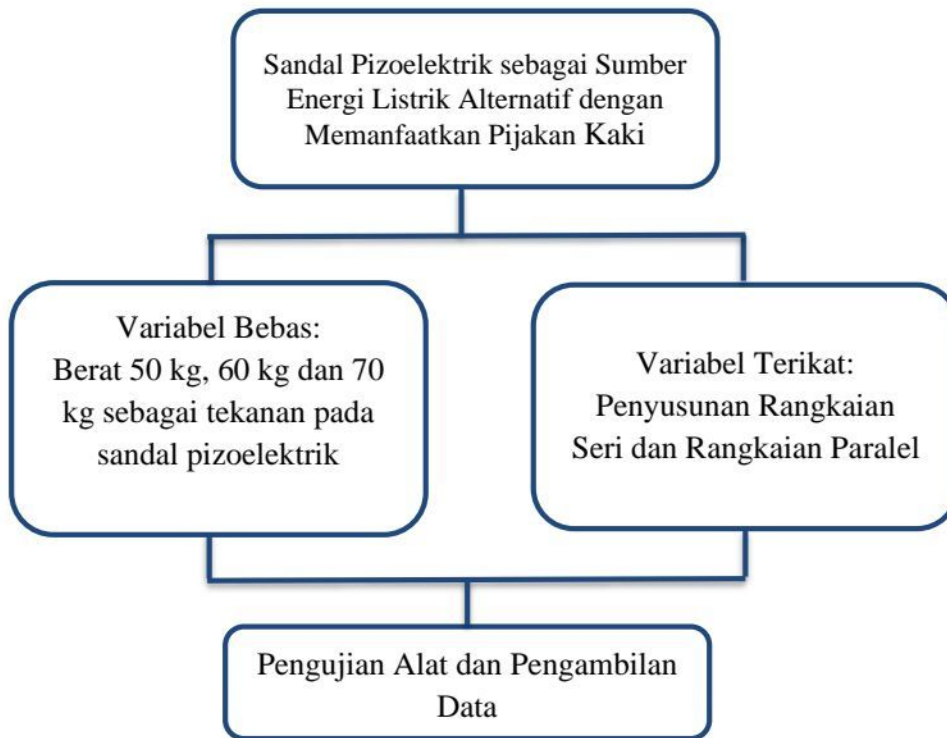 Sandal Pizoelektrik sebagai Sumber
Energi Listrik Alternatif dengan
Memanfaatkan Pijakan Kaki
Variabel Bebas:
Berat 50 kg, 60 kg dan 70
kg sebagai tekanan pada
sandal pizoelektrik
Variabel Terikat:
Penyusunan Rangkaian
Seri dan Rangkaian Paralel
Pengujian Alat dan Pengambilan
Data